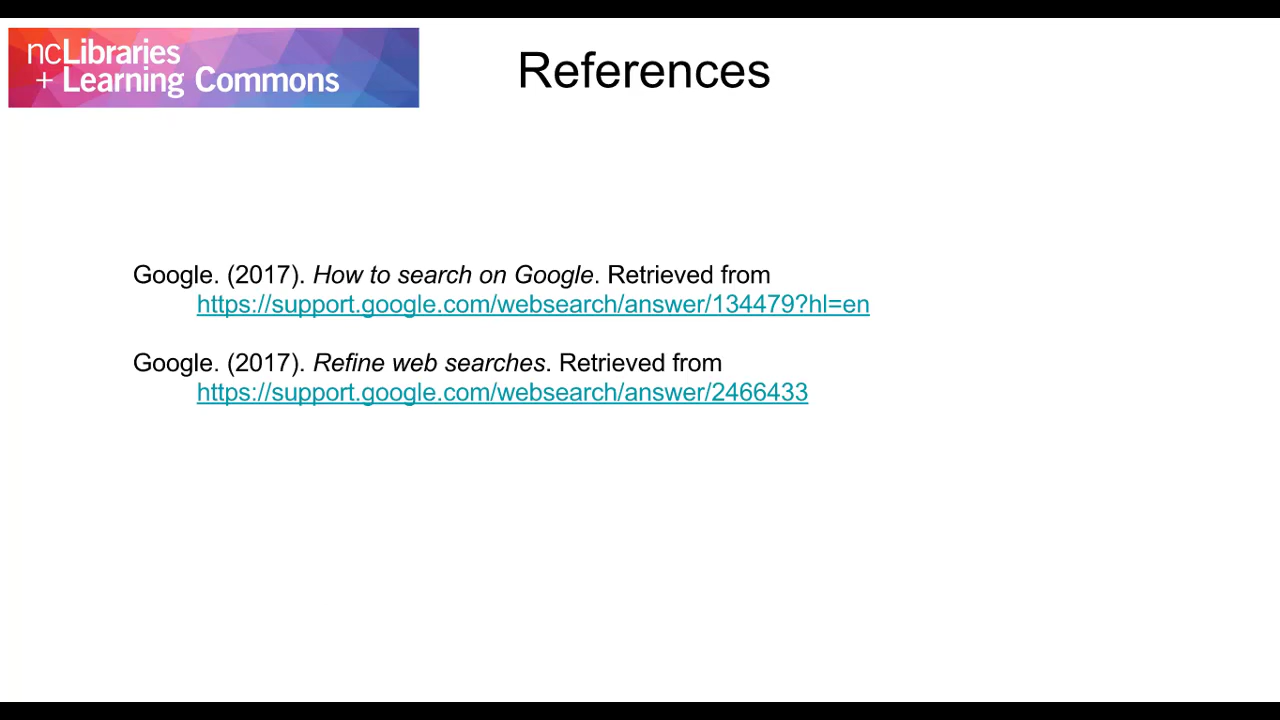 ncLibraries
+ Learning Commons
References
Google. (2017). How to search on Google. Retrieved from
https://support.google.com/websearch/answer/134479?hl=en
Google. (2017). Refine web searches. Retrieved from
https://support.google.com/websearch/answer/2466433